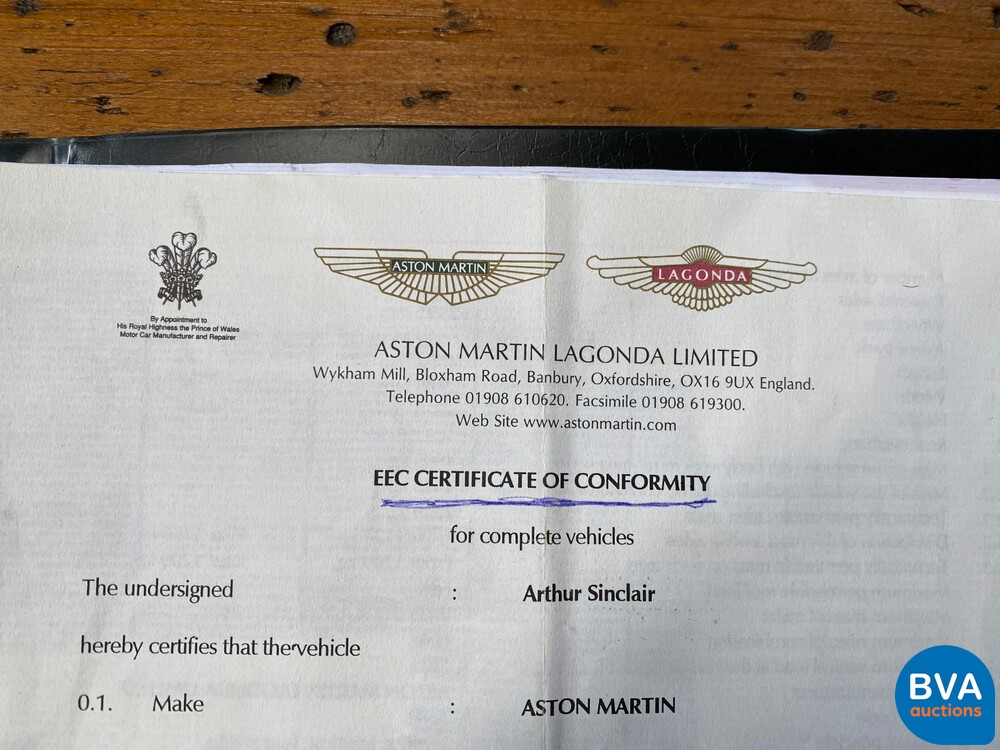 ASTON MARTIN
LAGONDA
By Appointment to
His Royal Highness the Prince of Wales
Motor Car Manufacturer and Repairer
ASTON MARTIN LAGONDA LIMITED
Wykham Mill, Bloxham Road, Banbury, Oxfordshire, OX16 9UX England.
Telephone 01908 610620. Facsimile 01908 619300.
Web Site www.astonmartin.com
EEC CERTIFICATE OF CONFORMITY
for complete vehicles
The undersigned : Arthur Sinclair
hereby certifies that thevehicle
0.1. Make : ASTON MARTIN
BVA
auctions